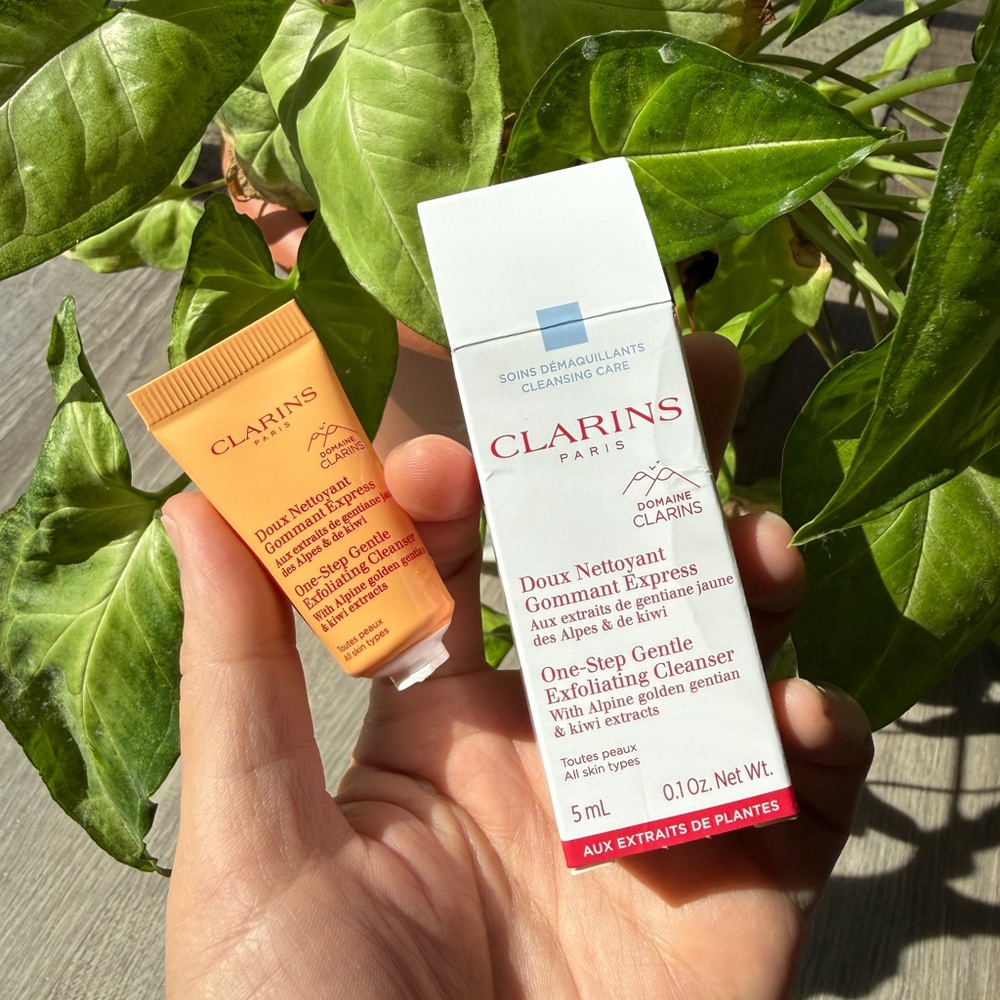 CLARINS
PARIS
DOMAINE
CLARINS
Doux Nettoyant
Gommant Express
Aux extraits de gentiane
des Alpes & de kiwi
One-Step Gentle
Exfoliating Cleanser
With Alpine golden gentian
& kiwi extracts
Toutes peaux
All skin types
SOINS DÉMAQUILLANTS
CLEANSING CARE
CLARINS
PARIS
DOMAINE
CLARINS
Doux Nettoyant
Gommant Express
Aux extraits de gentiane jaune
des Alpes & de kiwi
One-Step Gentle
Exfoliating Cleanser
With Alpine golden gentian
& kiwi extracts
Toutes peaux
All skin types
5 mL 0.1 Oz. Net Wt.
AUX EXTRAITS DE PLANTES